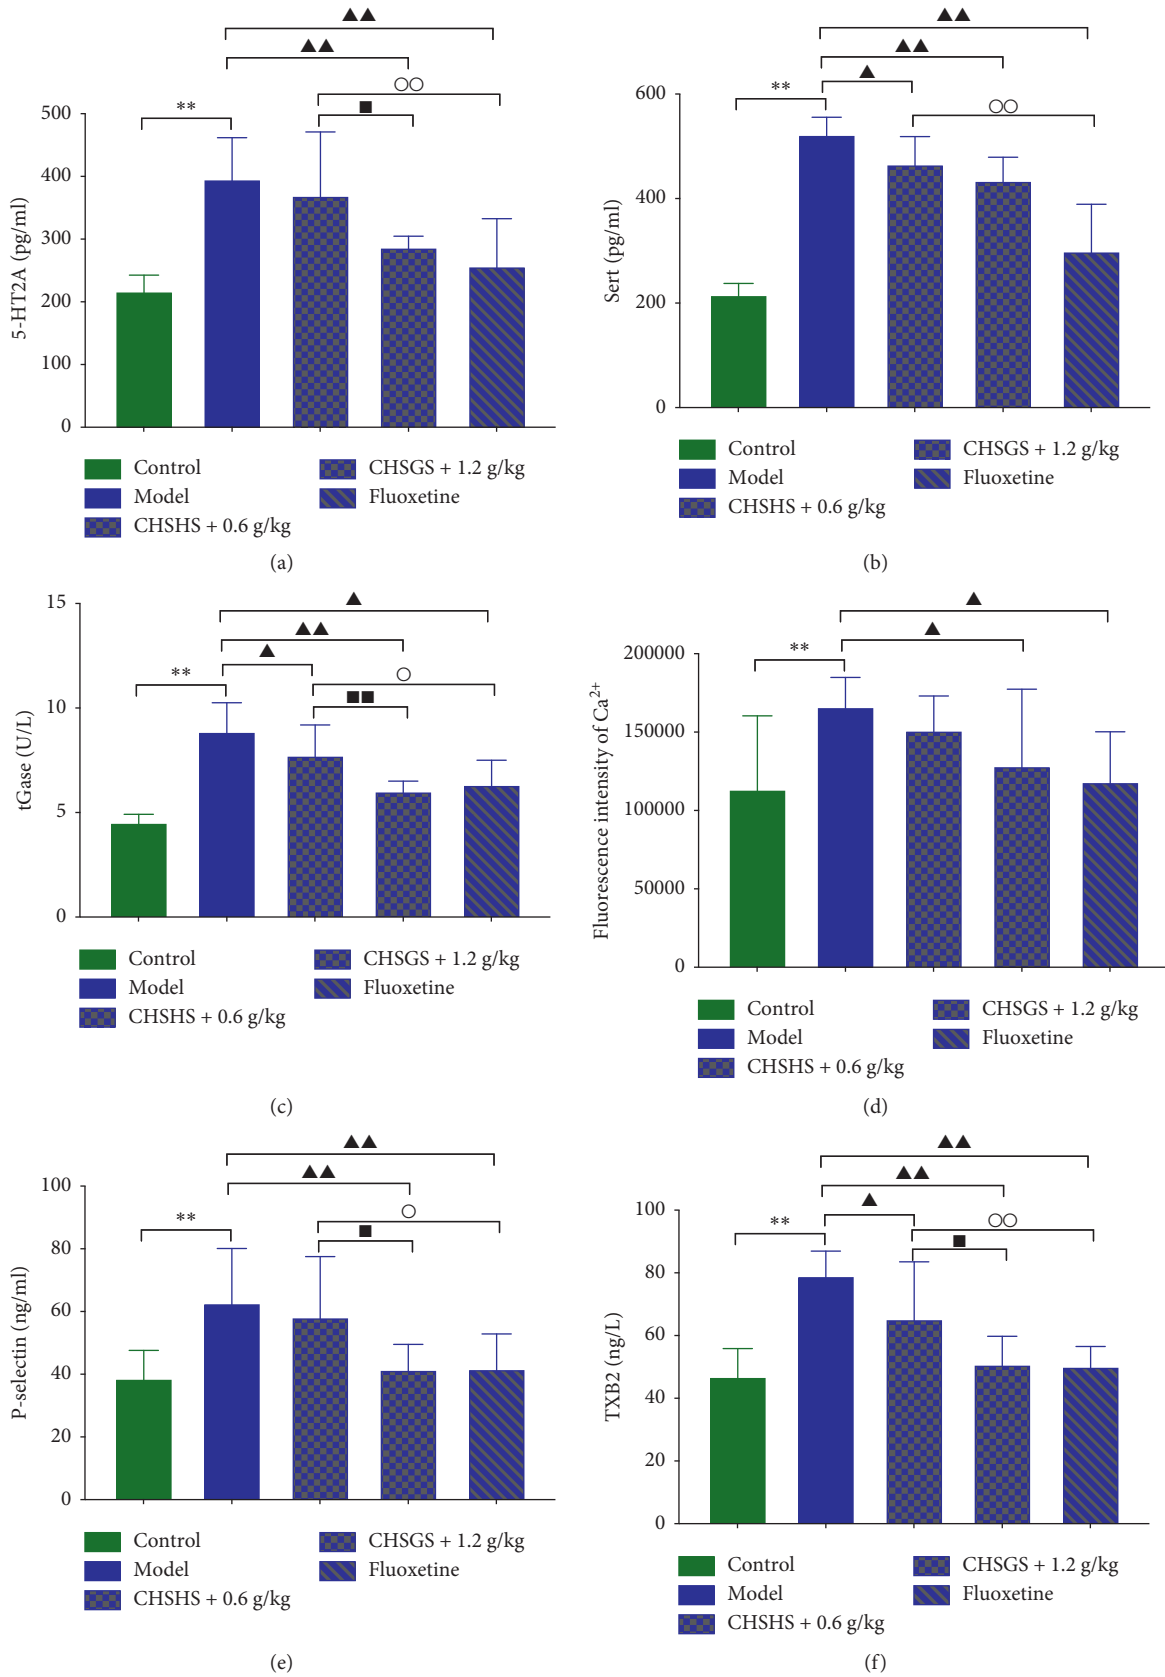 ▲▲
▲▲
○○
■
**
500
400
300
200
100
0
5-HT2A (pg/ml)
Control
Model
CHSHS + 0.6 g/kg
CHSGS + 1.2 g/kg
Fluoxetine
(a)
▲▲
▲▲
▲
○○
**
600
400
200
0
Sert (pg/ml)
Control
Model
CHSHS + 0.6 g/kg
CHSGS + 1.2 g/kg
Fluoxetine
(b)
▲
▲▲
▲
○
■■
**
15
10
5
0
tGase (U/L)
Control
Model
CHSHS + 0.6 g/kg
CHSGS + 1.2 g/kg
Fluoxetine
(c)
▲
▲
**
200000
150000
100000
50000
0
Fluorescence intensity of Ca²⁺
Control
Model
CHSHS + 0.6 g/kg
CHSGS + 1.2 g/kg
Fluoxetine
(d)
▲▲
▲▲
○
■
**
100
80
60
40
20
0
P-selectin (ng/ml)
Control
Model
CHSHS + 0.6 g/kg
CHSGS + 1.2 g/kg
Fluoxetine
(e)
▲▲
▲▲
▲
○○
■
**
100
80
60
40
20
0
TXB2 (ng/L)
Control
Model
CHSHS + 0.6 g/kg
CHSGS + 1.2 g/kg
Fluoxetine
(f)